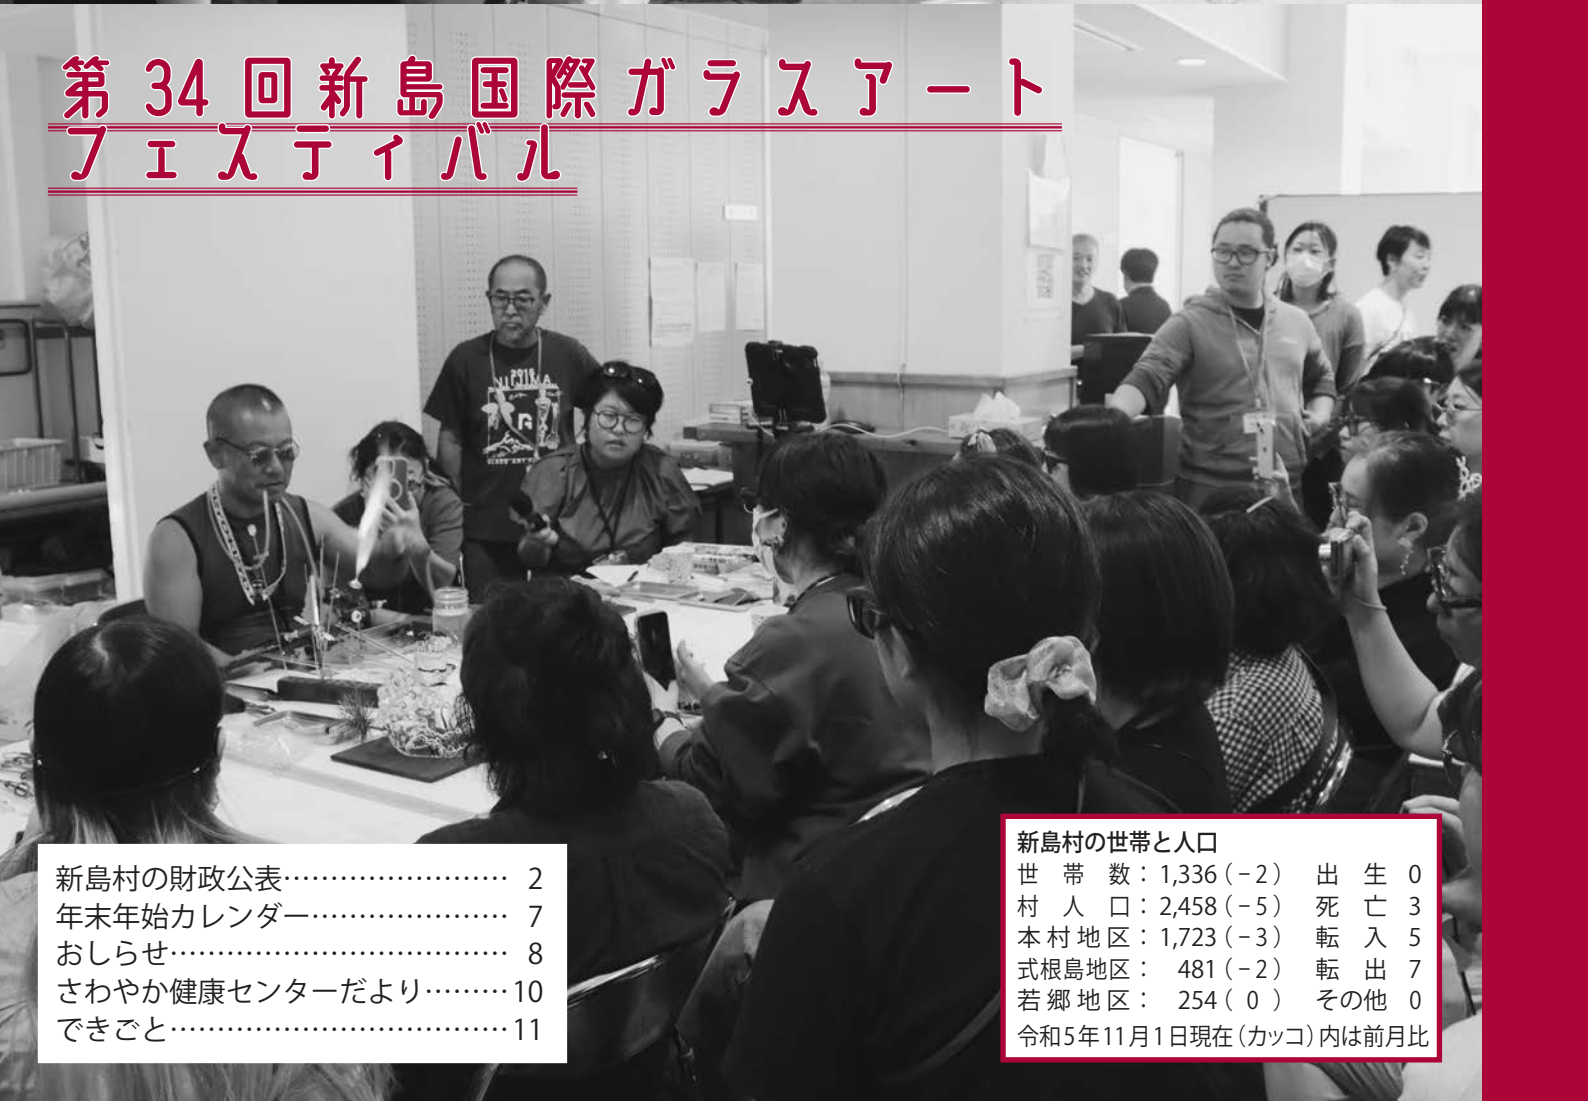 第34回新島国際ガラスアート
フェスティバル
2016
NIIJIMA
新島村の財政公表…………………… 2
年末年始カレンダー………………… 7
おしらせ……………………………… 8
さわやか健康センターだより………10
できごと………………………………11
新島村の世帯と人口
世帯数：1,336（−2） 出生 0
村人口：2,458（−5） 死亡 3
本村地区：1,723（−3） 転入 5
式根島地区： 481（−2） 転出 7
若郷地区： 254（ 0 ） その他 0
令和5年11月1日現在（カッコ）内は前月比